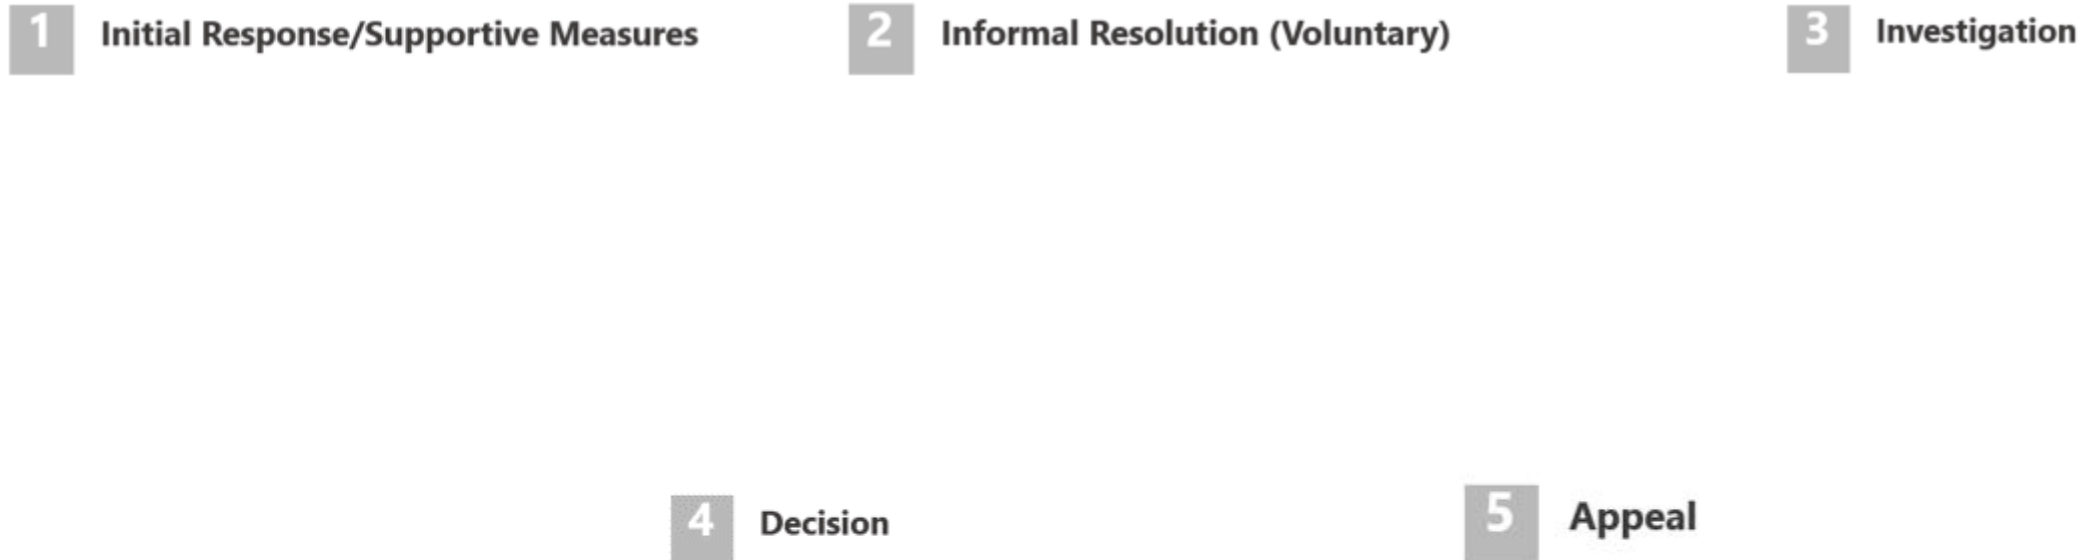 1 Initial Response/Supportive Measures
2 Informal Resolution (Voluntary)
3 Investigation
4 Decision
5 Appeal